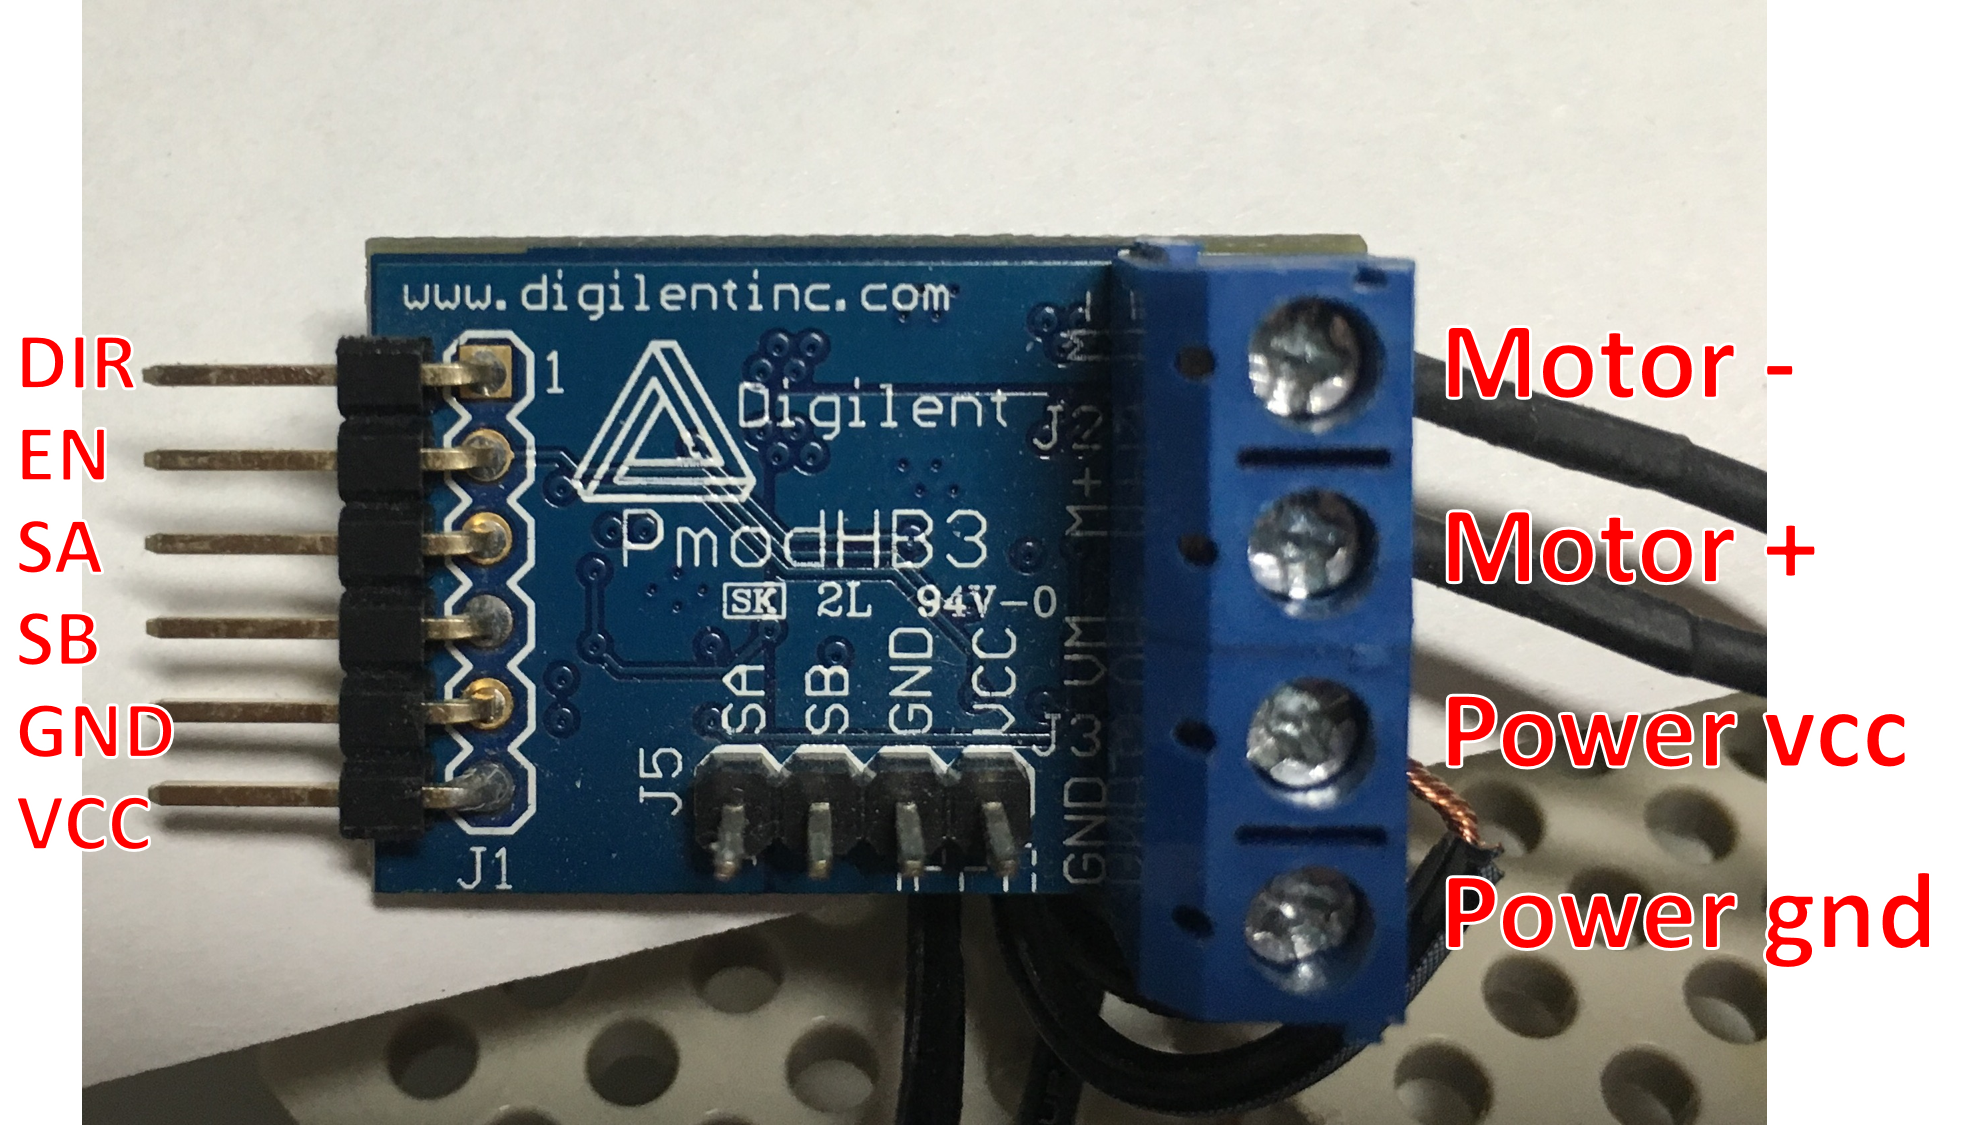 www.digilentinc.com
DIR
1
Motor -
M-
Digilent
J2
EN
M+
SA
PmodHB3
Motor +
SK 2L 94V-0
SB
SA
SB
GND
VCC
VM
GND
Power vcc
J5
J3
GND
VCC
J1
Power gnd